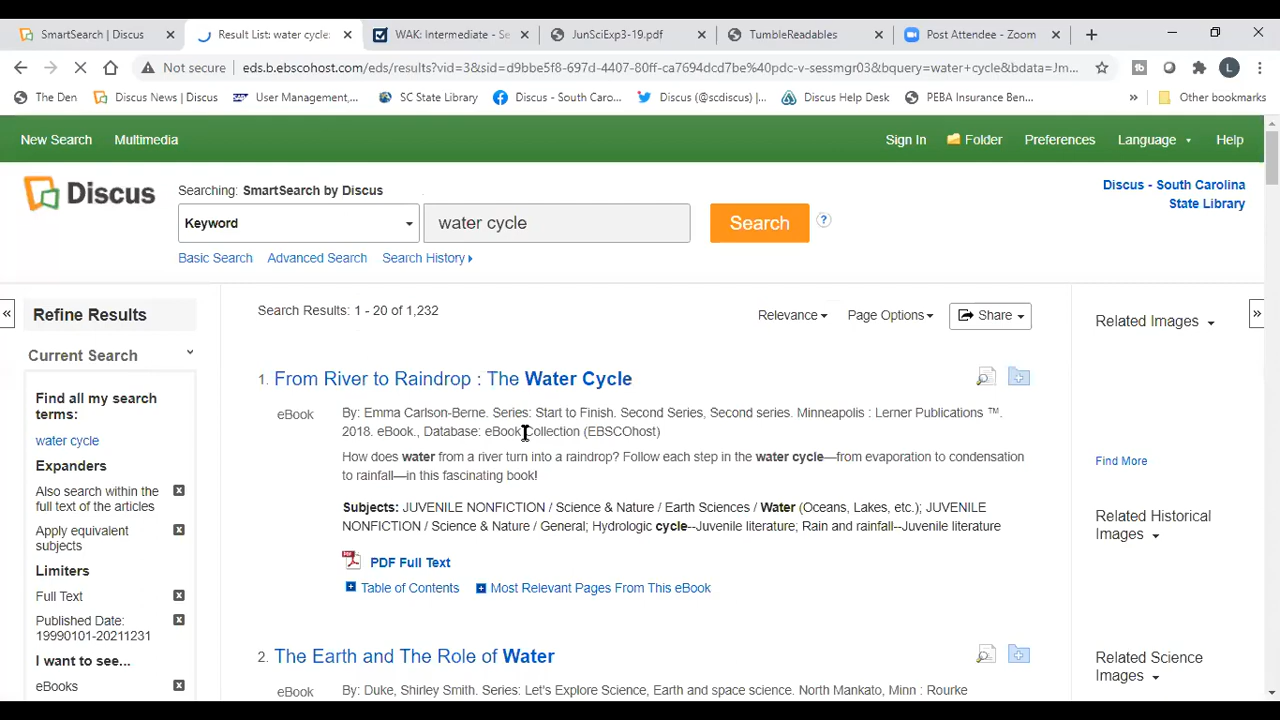 SmartSearch | Discus
Result List: water cycle:
WAK: Intermediate - Se
JunSciExp3-19.pdf
TumbleReadables
Post Attendee - Zoom
Not secure
eds.b.ebscohost.com/eds/results?vid=3&sid=d9bbe5f8-697d-4407-80ff-ca7694dcd7be%40pdc-v-sessmgr03&bquery=water+cycle&bdata=Jm...
L
The Den
Discus News | Discus
User Management,...
SC State Library
Discus - South Caro...
Discus (@scdiscus) |...
Discus Help Desk
PEBA Insurance Ben...
Other bookmarks
New Search
Multimedia
Sign In
Folder
Preferences
Language
Help
Discus
Searching: SmartSearch by Discus
Keyword
water cycle
Search
?
Discus - South Carolina
State Library
Basic Search
Advanced Search
Search History
Refine Results
Current Search
Find all my search
terms:
water cycle
Expanders
Also search within the
full text of the articles
Apply equivalent
subjects
Limiters
Full Text
Published Date:
19990101-20211231
I want to see...
eBooks
Search Results: 1 - 20 of 1,232
Relevance
Page Options
Share
1. From River to Raindrop : The Water Cycle
eBook
By: Emma Carlson-Berne. Series: Start to Finish. Second Series, Second series. Minneapolis : Lerner Publications ™.
2018. eBook., Database: eBook Collection (EBSCOhost)
How does water from a river turn into a raindrop? Follow each step in the water cycle—from evaporation to condensation
to rainfall—in this fascinating book!
Subjects: JUVENILE NONFICTION / Science & Nature / Earth Sciences / Water (Oceans, Lakes, etc.); JUVENILE
NONFICTION / Science & Nature / General; Hydrologic cycle--Juvenile literature; Rain and rainfall--Juvenile literature
PDF Full Text
Table of Contents
Most Relevant Pages From This eBook
2. The Earth and The Role of Water
eBook
By: Duke, Shirley Smith. Series: Let's Explore Science, Earth and space science. North Mankato, Minn : Rourke
Related Images
Find More
Related Historical
Images
Related Science
Images